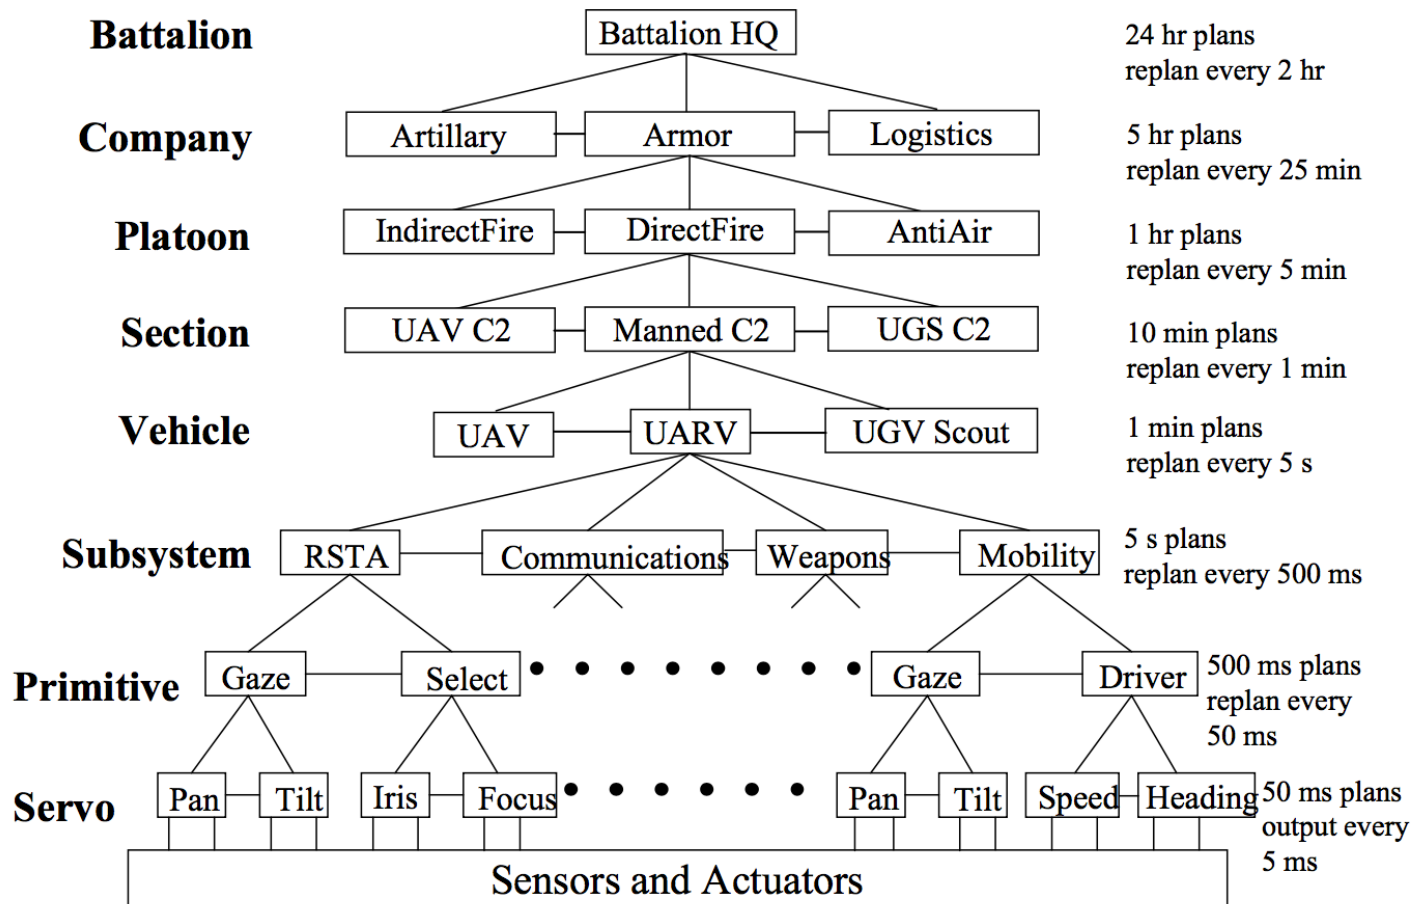 Battalion
Battalion HQ
24 hr plans
replan every 2 hr
Company
Artillary
Armor
Logistics
5 hr plans
replan every 25 min
Platoon
IndirectFire
DirectFire
AntiAir
1 hr plans
replan every 5 min
Section
UAV C2
Manned C2
UGS C2
10 min plans
replan every 1 min
Vehicle
UAV
UARV
UGV Scout
1 min plans
replan every 5 s
Subsystem
RSTA
Communications
Weapons
Mobility
5 s plans
replan every 500 ms
Primitive
Gaze
Select
Gaze
Driver
500 ms plans
replan every
50 ms
Servo
Pan
Tilt
Iris
Focus
Pan
Tilt
Speed
Heading
50 ms plans
output every
5 ms
Sensors and Actuators